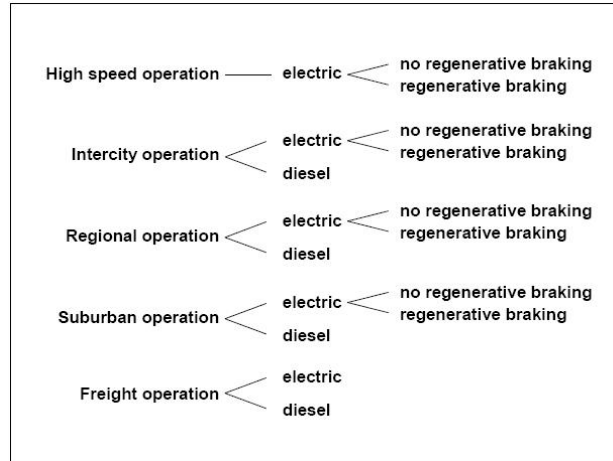 no regenerative braking
High speed operation electric
regenerative braking
no regenerative braking
electric
regenerative braking
Intercity operation
diesel
no regenerative braking
electric
regenerative braking
Regional operation
diesel
no regenerative braking
electric
regenerative braking
Suburban operation
diesel
electric
Freight operation
diesel